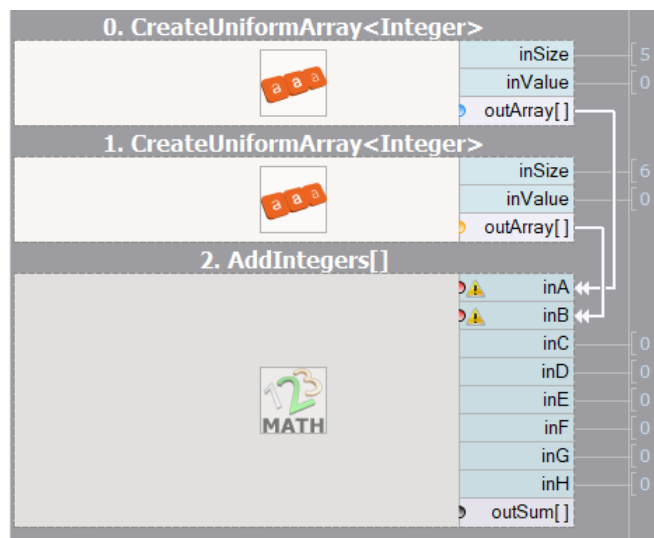 0. CreateUniformArray<Integer>
inSize 5
inValue 0
a a a
outArray[]
1. CreateUniformArray<Integer>
inSize 6
inValue 0
a a a
outArray[]
2. AddIntegers[]
inA
inB
inC 0
inD 0
inE 0
123
MATH
inF 0
inG 0
inH 0
outSum[]